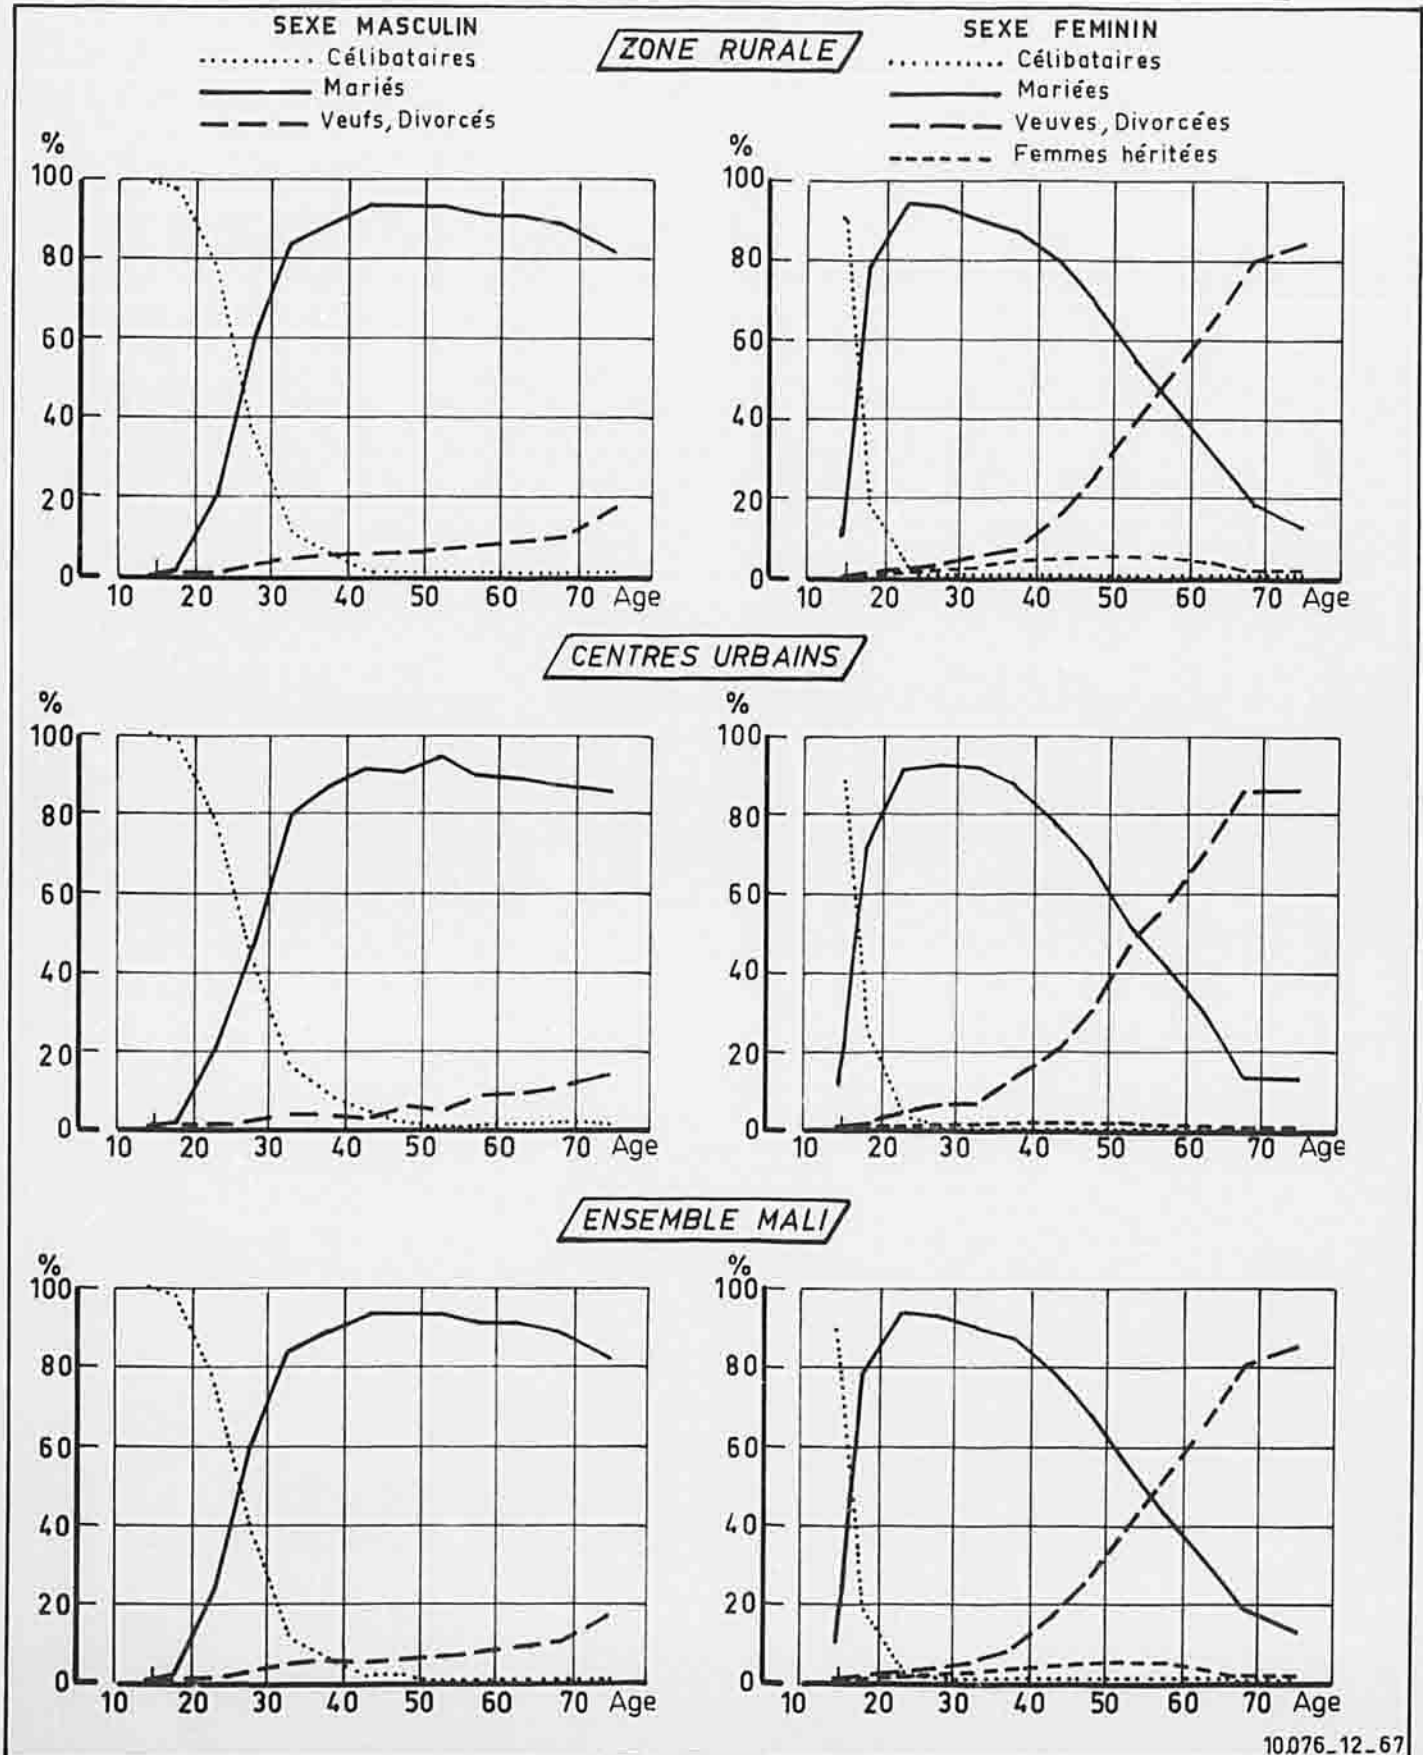 SEXE MASCULIN
Célibataires
Mariés
Veufs, Divorcés
ZONE RURALE
SEXE FEMININ
Célibataires
Mariées
Veuves, Divorcées
Femmes héritées
%
100
80
60
40
20
0
10 20 30 40 50 60 70 Age
%
100
80
60
40
20
0
10 20 30 40 50 60 70 Age
CENTRES URBAINS
%
100
80
60
40
20
0
10 20 30 40 50 60 70 Age
%
100
80
60
40
20
0
10 20 30 40 50 60 70 Age
ENSEMBLE MALI
%
100
80
60
40
20
0
10 20 30 40 50 60 70 Age
%
100
80
60
40
20
0
10 20 30 40 50 60 70 Age
10.076_12_67